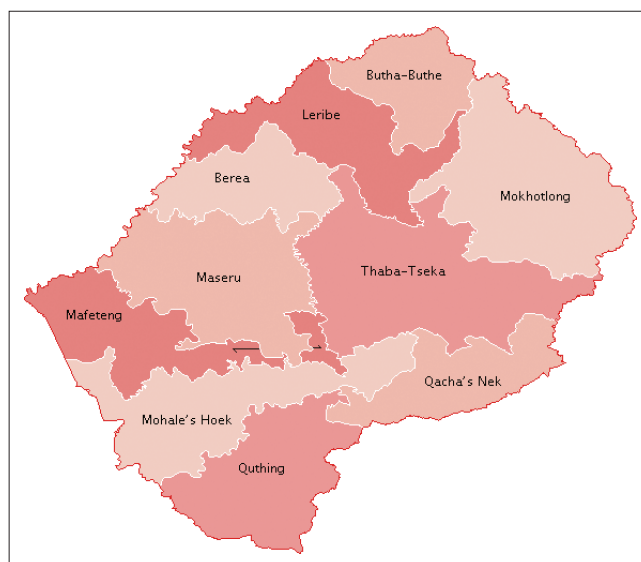 Butha-Buthe
Leribe
Berea
Mokhotlong
Maseru
Thaba-Tseka
Mafeteng
Qacha's Nek
Mohale's Hoek
Quthing